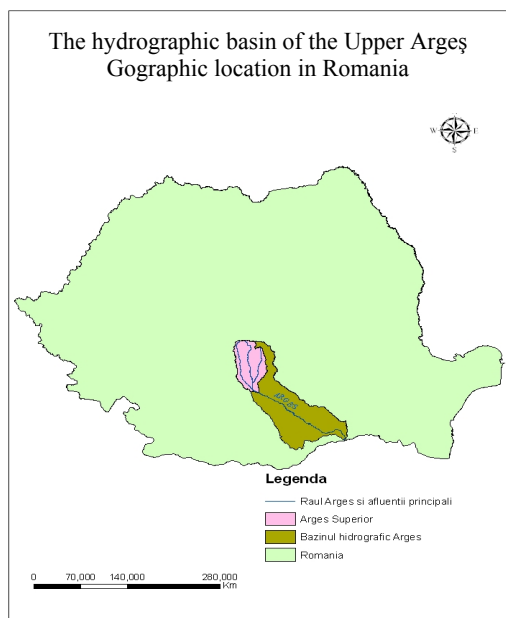 The hydrographic basin of the Upper Argeş
Gographic location in Romania
W E
S
ARGES
Legenda
Raul Arges si afluentii principali
Arges Superior
Bazinul hidrografic Arges
Romania
0 70,000 140,000 280,000
Km